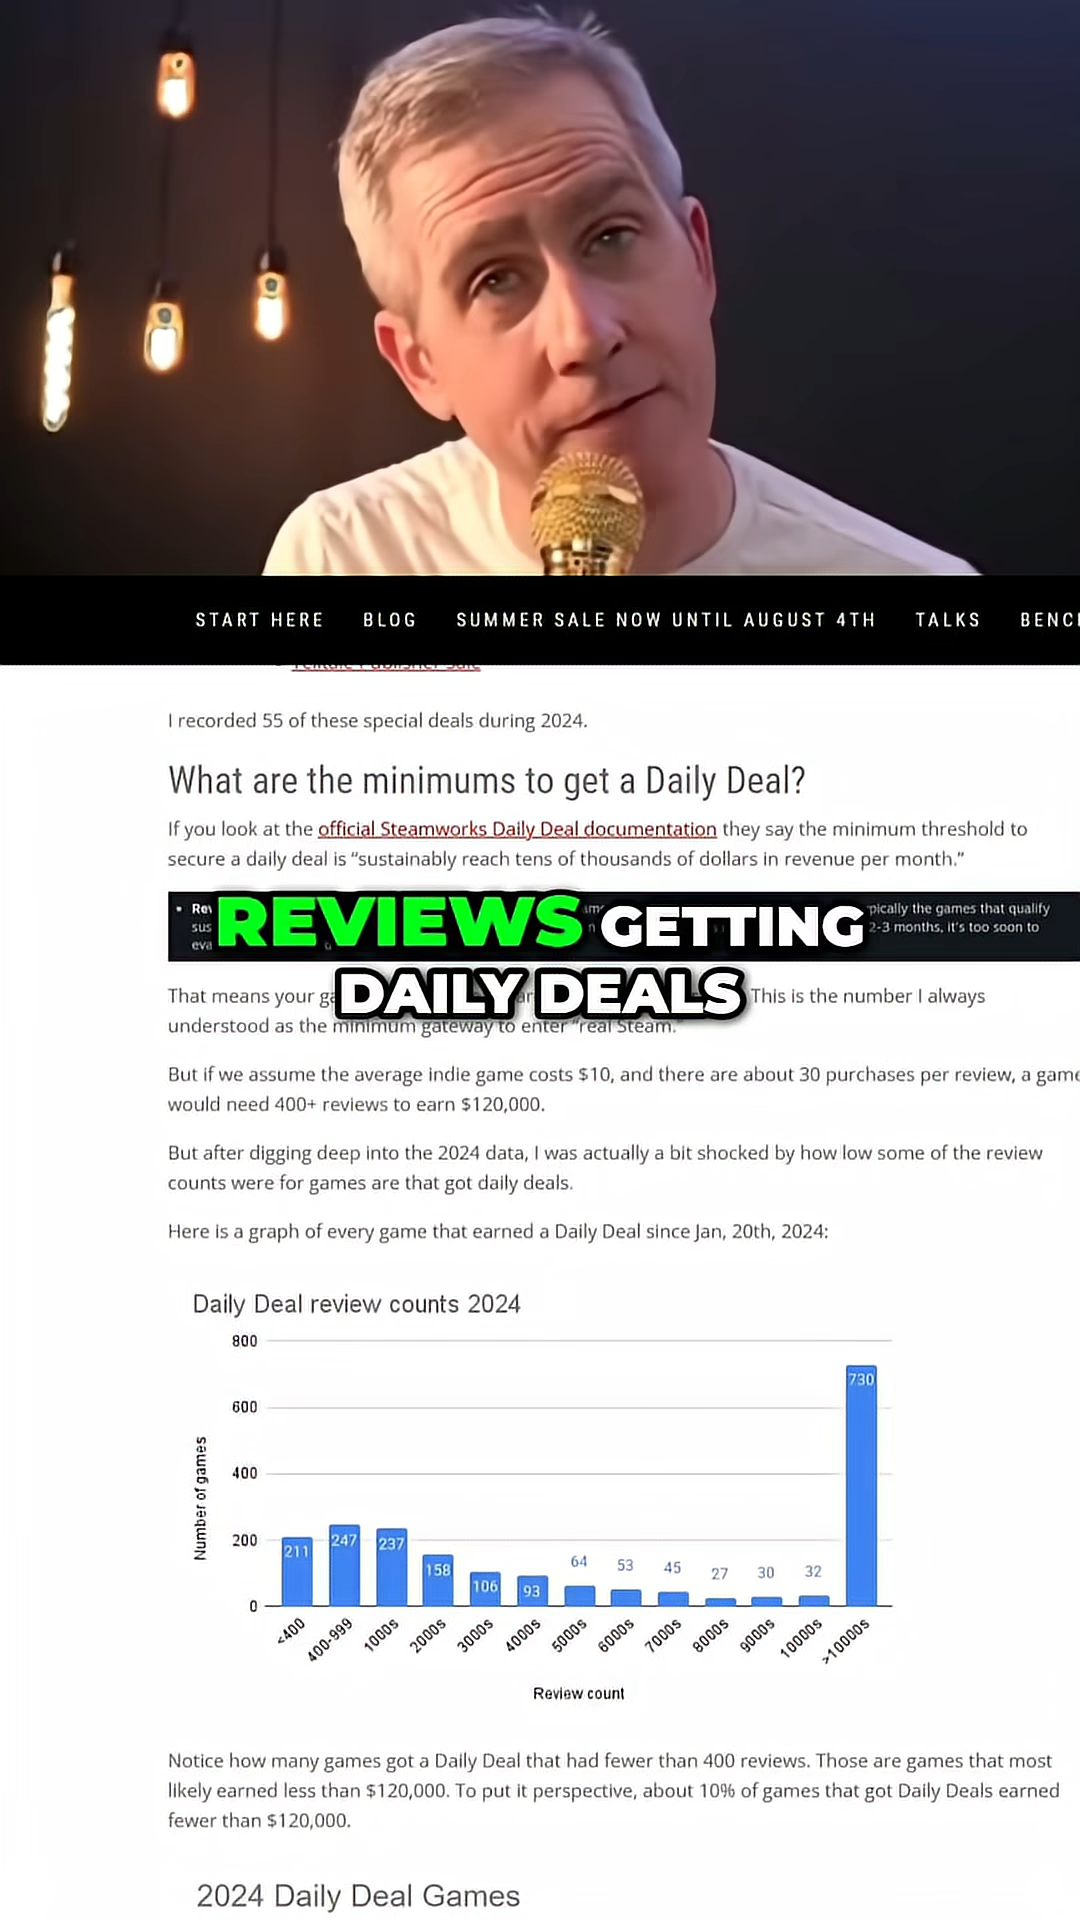 START HERE BLOG SUMMER SALE NOW UNTIL AUGUST 4TH TALKS
I recorded 55 of these special deals during 2024.
What are the minimums to get a Daily Deal?
If you look at the official Steamworks Daily Deal documentation they say the minimum threshold to
secure a daily deal is “sustainably reach tens of thousands of dollars in revenue per month.”
pically the games that qualify
2-3 months, it's too soon to
REVIEWS GETTING
DAILY DEALS
That means your This is the number I always
understood as the minimum gateway to enter “real Steam.”
But if we assume the average indie game costs $10, and there are about 30 purchases per review, a game
would need 400+ reviews to earn $120,000.
But after digging deep into the 2024 data, I was actually a bit shocked by how low some of the review
counts were for games are that got daily deals.
Here is a graph of every game that earned a Daily Deal since Jan, 20th, 2024:
Daily Deal review counts 2024
Number of games
800
600
400
200
0
211 247 237 158 106 93 64 53 45 27 30 32 730
<400 400-999 1000s 2000s 3000s 4000s 5000s 6000s 7000s 8000s 9000s 10000s >10000s
Review count
Notice how many games got a Daily Deal that had fewer than 400 reviews. Those are games that most
likely earned less than $120,000. To put it perspective, about 10% of games that got Daily Deals earned
fewer than $120,000.
2024 Daily Deal Games